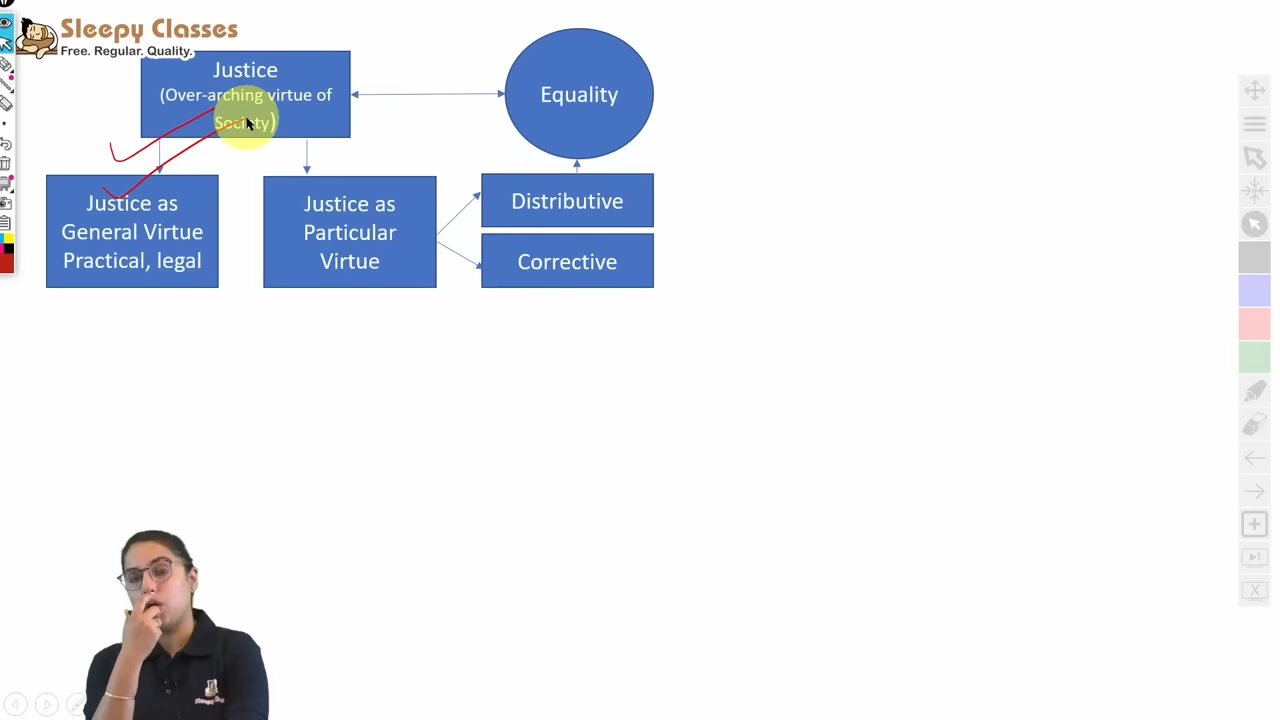 Sleepy Classes
Free. Regular. Quality.
Justice
(Over-arching virtue of
Society)
Equality
Justice as
General Virtue
Practical, legal
Justice as
Particular
Virtue
Distributive
Corrective